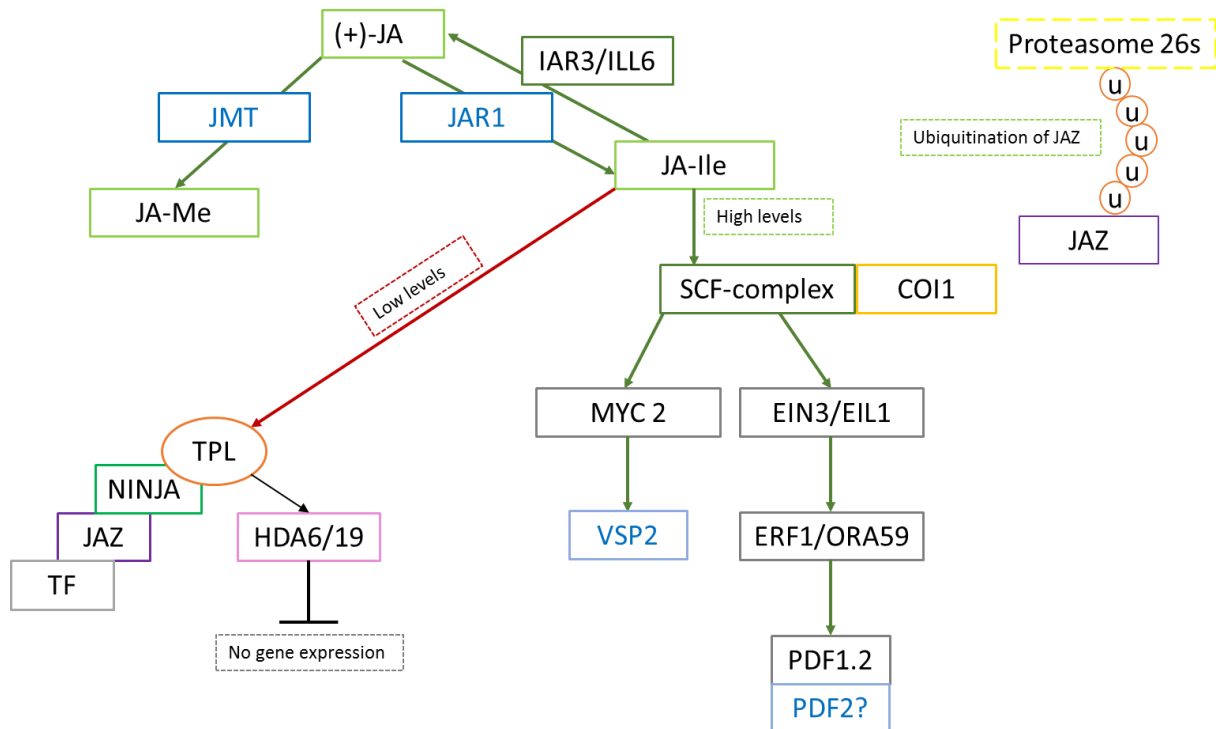 (+)-JA
IAR3/ILL6
Proteasome 26s
u
u
u
u
u
JMT
JAR1
Ubiquitination of JAZ
JA-Ile
JA-Me
High levels
JAZ
Low levels
SCF-complex
COI1
MYC 2
EIN3/EIL1
TPL
NINJA
JAZ
HDA6/19
VSP2
ERF1/ORA59
TF
No gene expression
PDF1.2
PDF2?